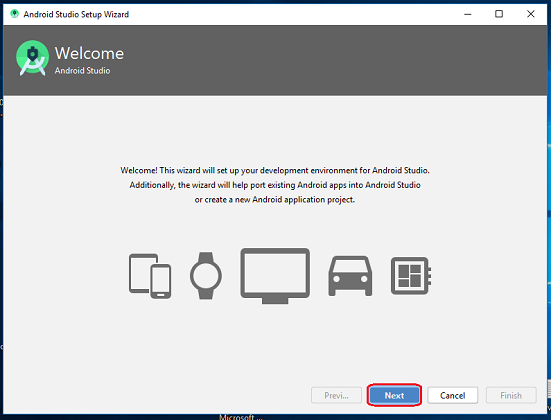 Android Studio Setup Wizard
Welcome
Android Studio
Welcome! This wizard will set up your development environment for Android Studio.
Additionally, the wizard will help port existing Android apps into Android Studio
or create a new Android application project.
Previ...
Next
Cancel
Finish
Microsoft ...